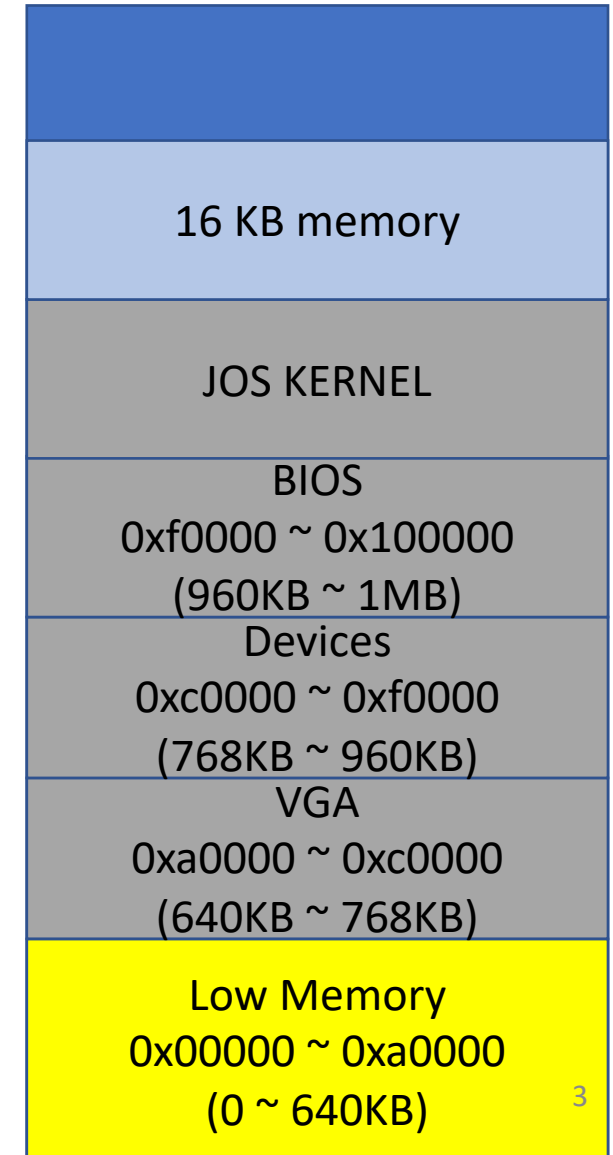 16 KB memory
JOS KERNEL
BIOS
0xf0000 ~ 0x100000
(960KB ~ 1MB)
Devices
0xc0000 ~ 0xf0000
(768KB ~ 960KB)
VGA
0xa0000 ~ 0xc0000
(640KB ~ 768KB)
Low Memory
0x00000 ~ 0xa0000
(0 ~ 640KB)
3